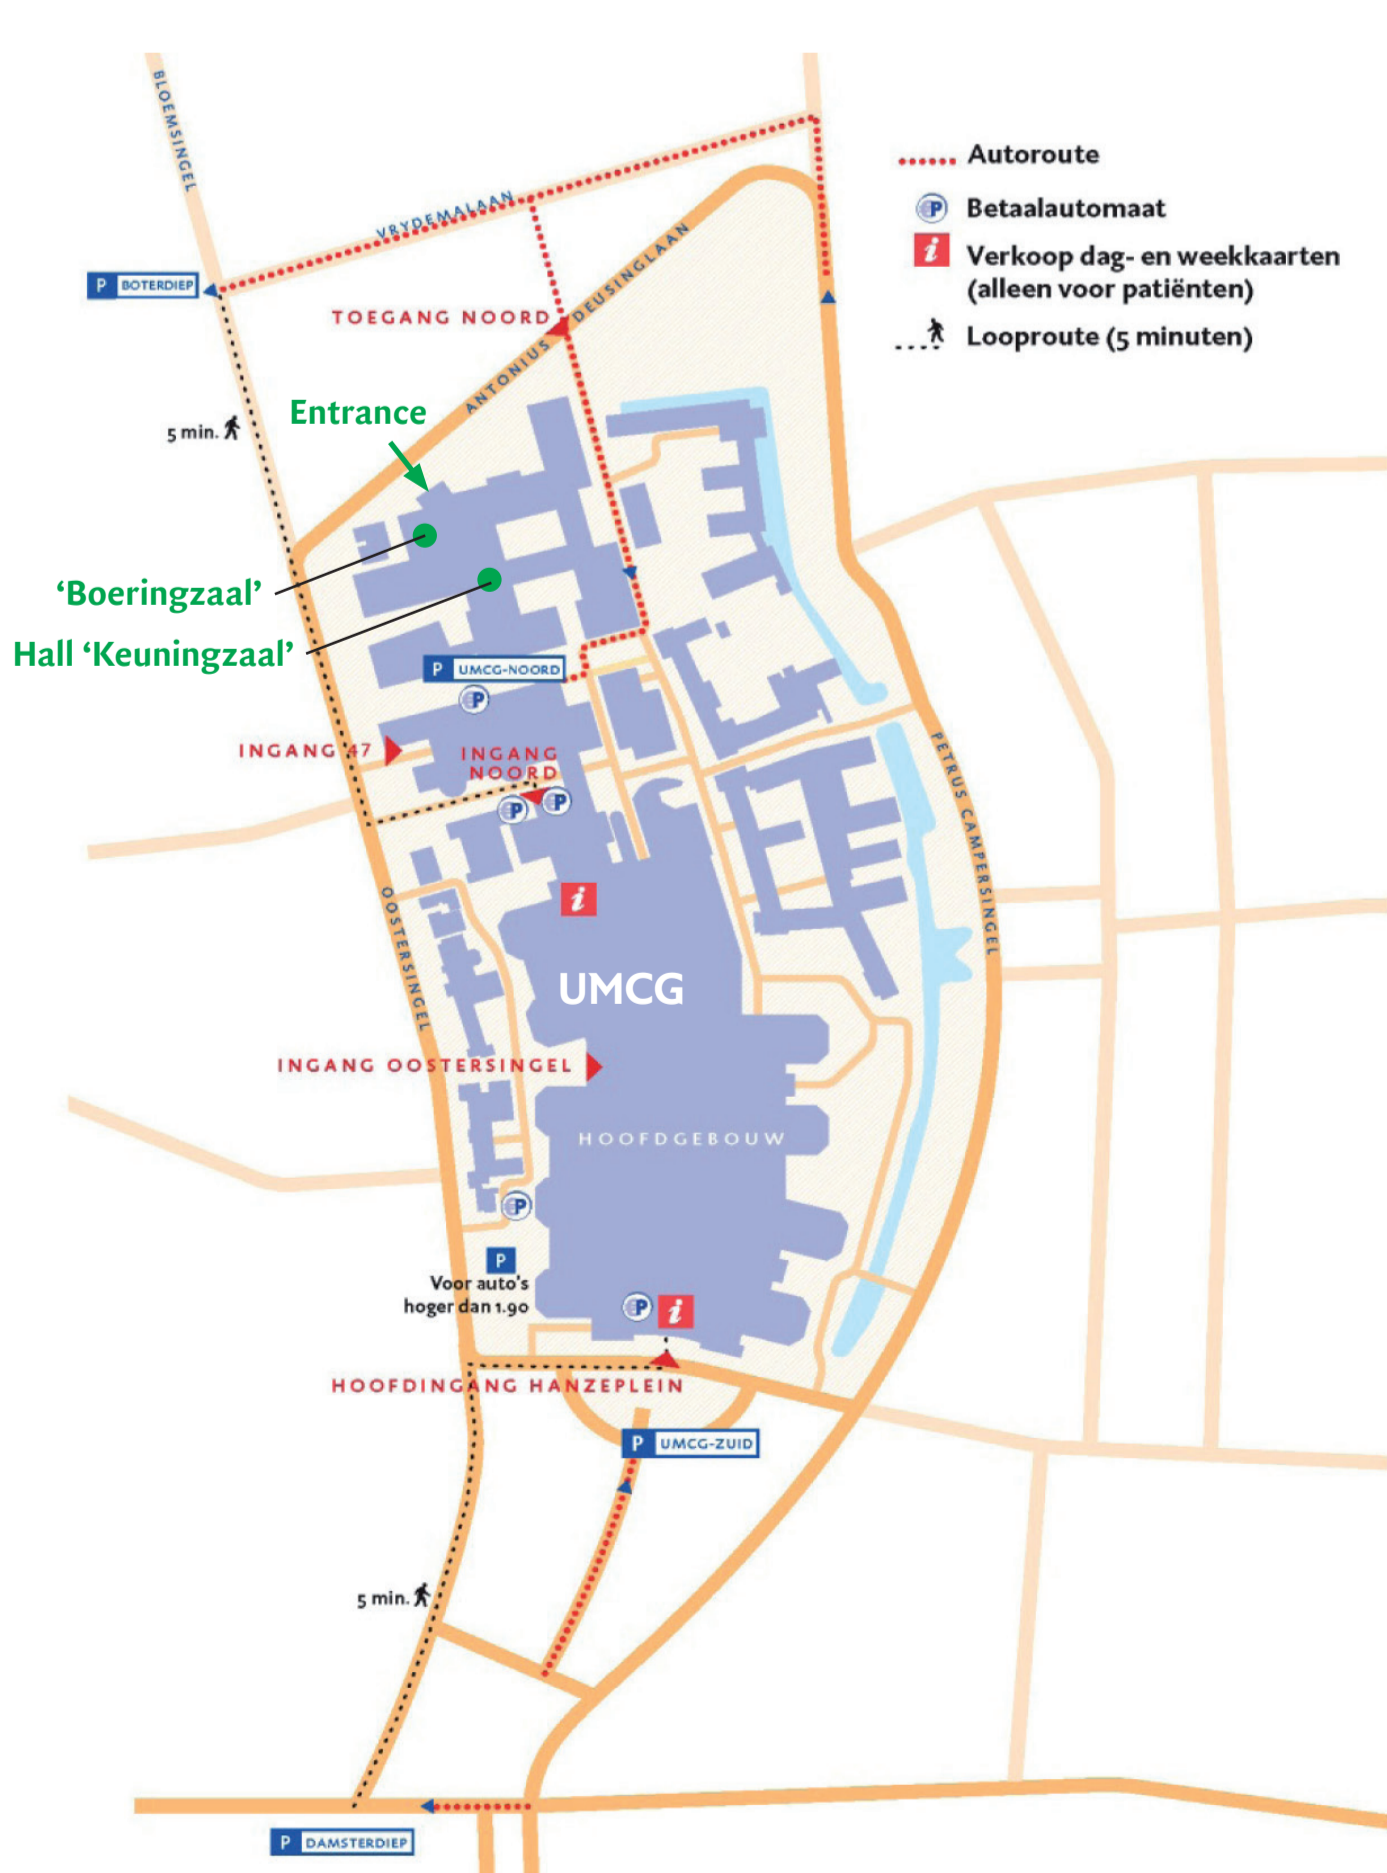 BLOEMSINGEL
Autoroute
P Betaalautomaat
i Verkoop dag- en weekkaarten
(alleen voor patiënten)
Looproute (5 minuten)
VRYDEMALAAN
P BOTERDIEP
TOEGANG NOORD
ANTONIUS DEUSINGLAAN
Entrance
5 min.
‘Boeringzaal’
Hall ‘Keuningzaal’
P UMCG-NOORD
P
INGANG 47
INGANG
NOORD
P
P
PETRUS CAMPERSINGEL
OOSTERSINGEL
i
UMCG
INGANG OOSTERSINGEL
HOOFDGEBOUW
P
P
Voor auto's
hoger dan 1.90
P
i
HOOFDINGANG HANZEPLEIN
P UMCG-ZUID
5 min.
P DAMSTERDIEP